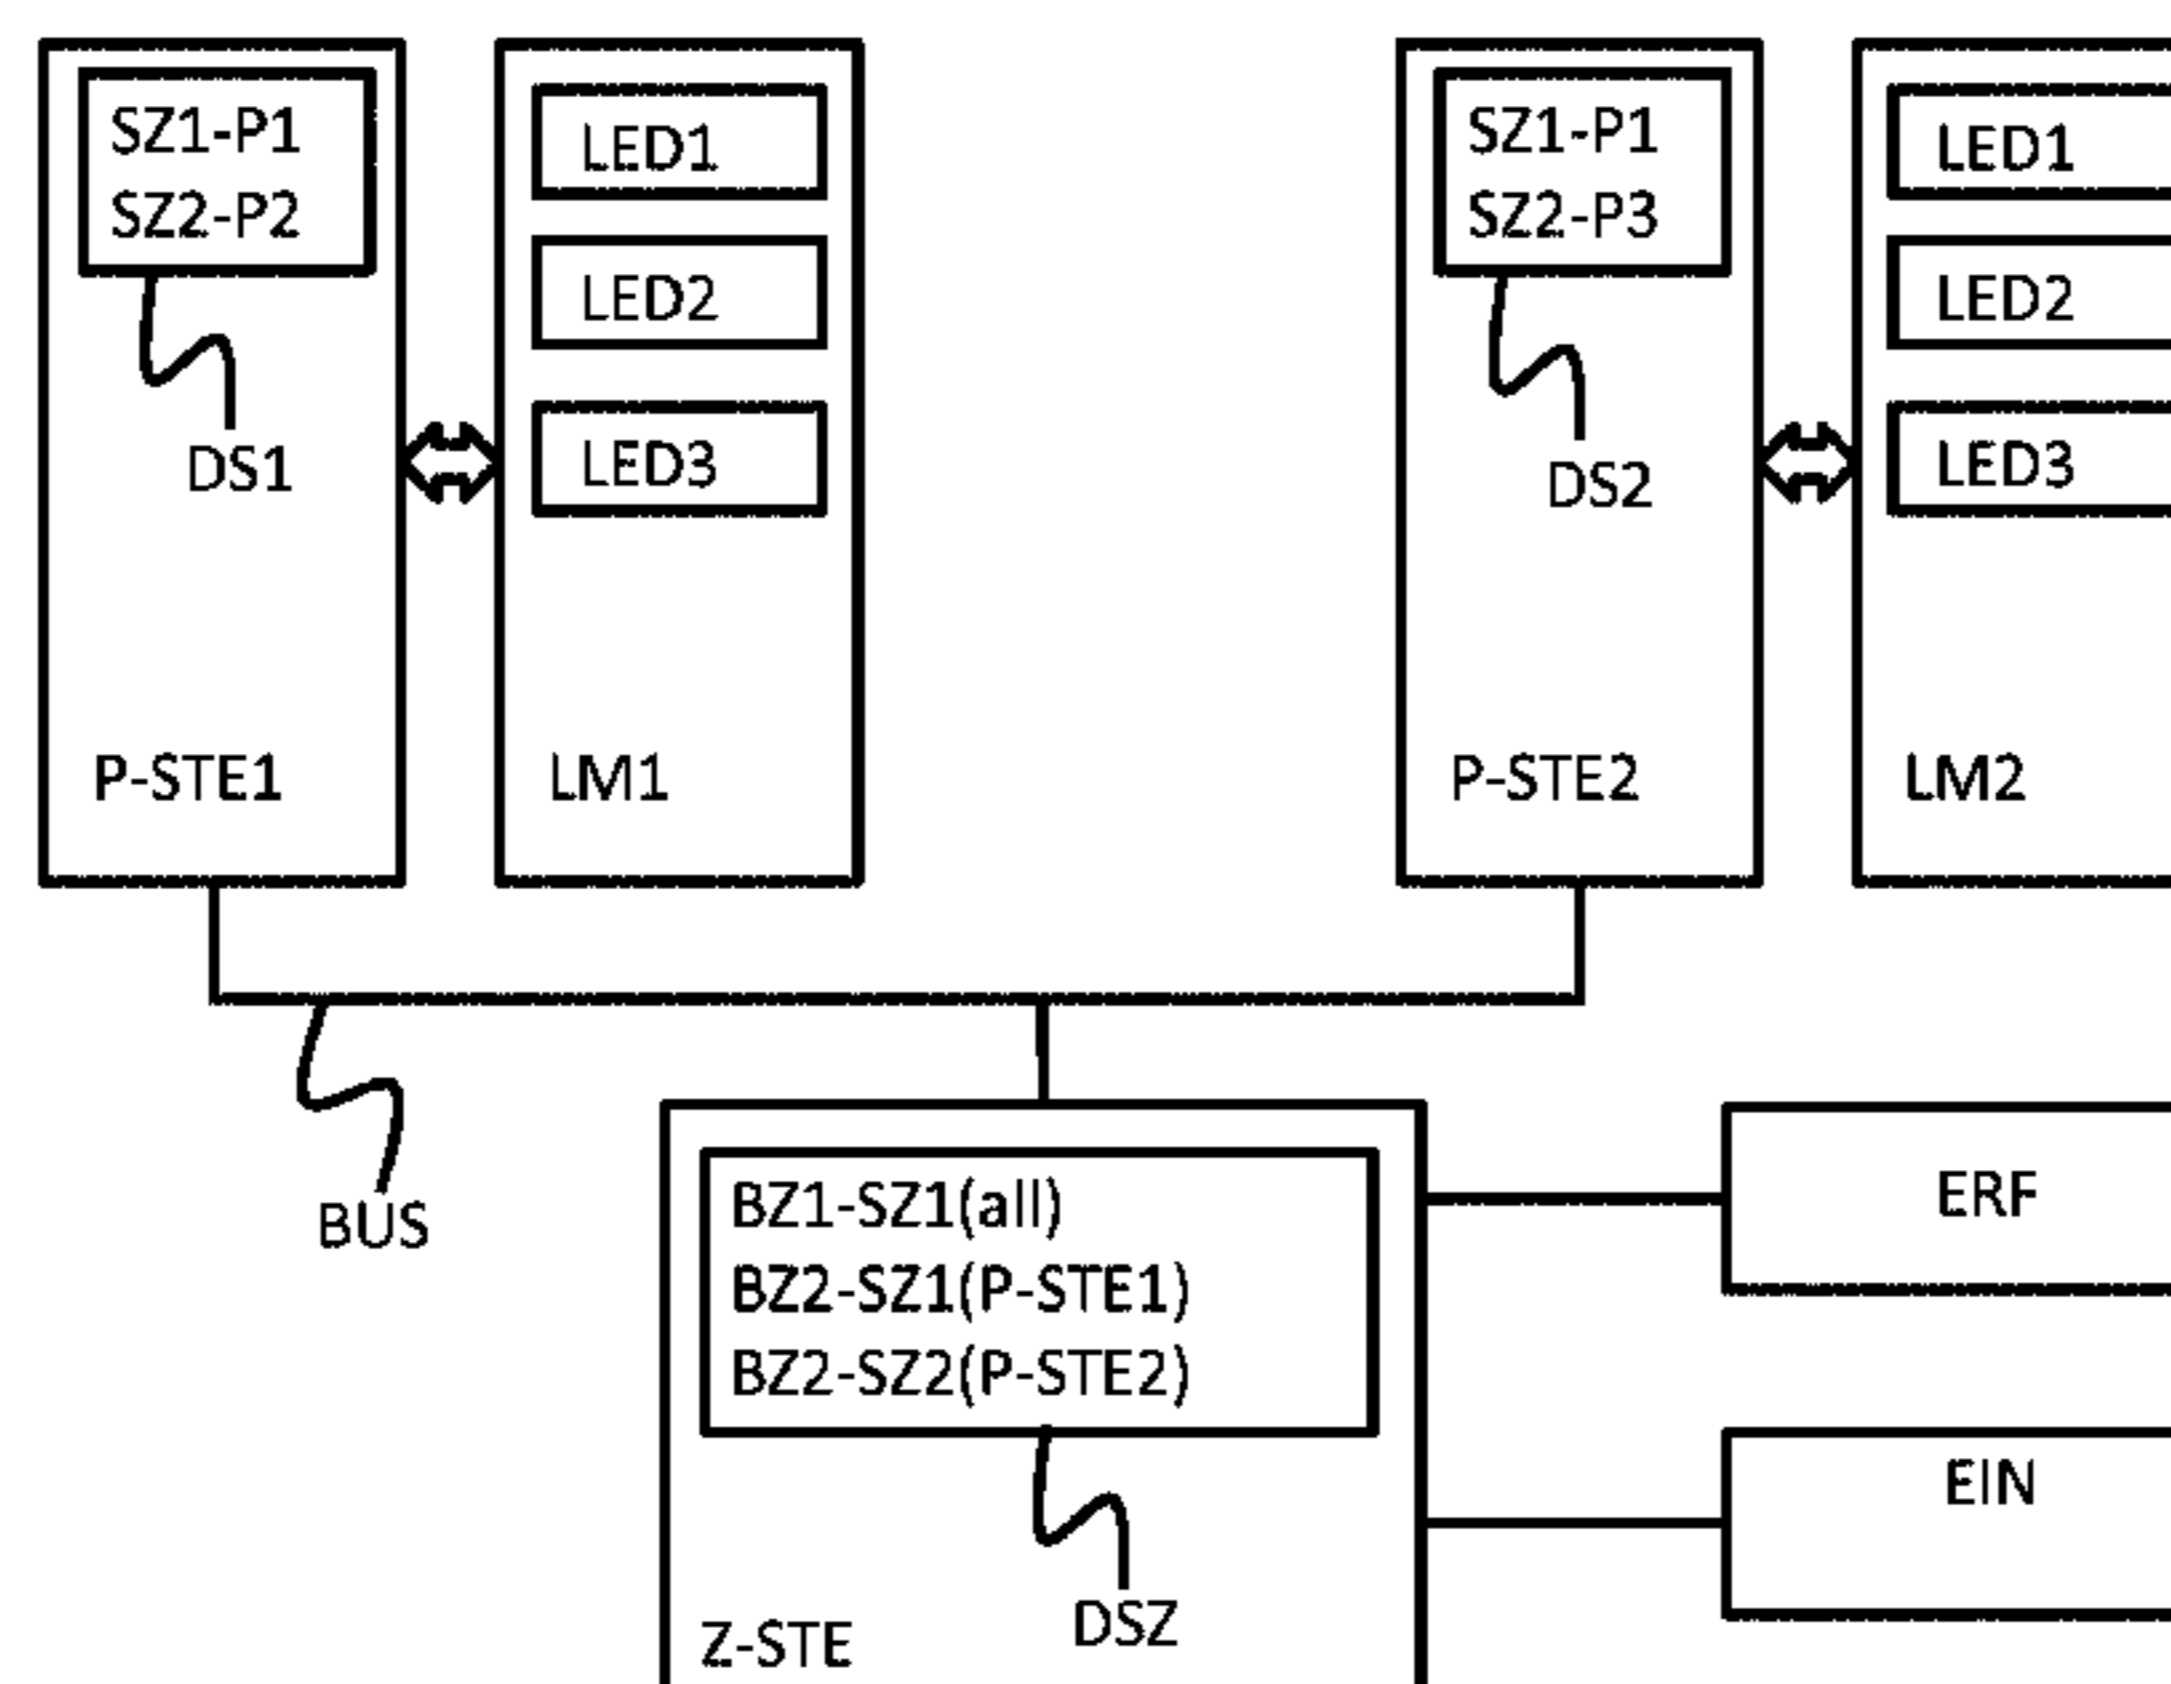 SZ1-P1
SZ2-P2
DS1
P-STE1
LED1
LED2
LED3
LM1
SZ1-P1
SZ2-P3
DS2
P-STE2
LED1
LED2
LED3
LM2
BUS
BZ1-SZ1(all)
BZ2-SZ1(P-STE1)
BZ2-SZ2(P-STE2)
DSZ
Z-STE
ERF
EIN